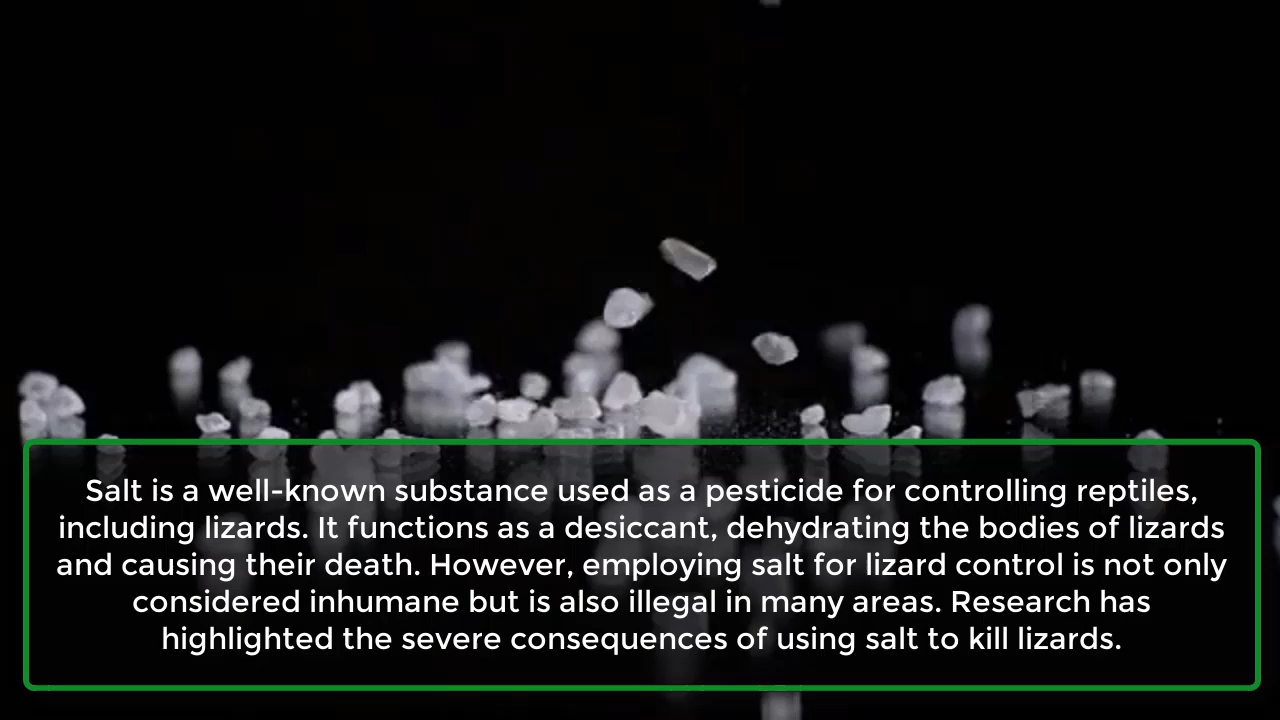 Salt is a well-known substance used as a pesticide for controlling reptiles,
including lizards. It functions as a desiccant, dehydrating the bodies of lizards
and causing their death. However, employing salt for lizard control is not only
considered inhumane but is also illegal in many areas. Research has
highlighted the severe consequences of using salt to kill lizards.